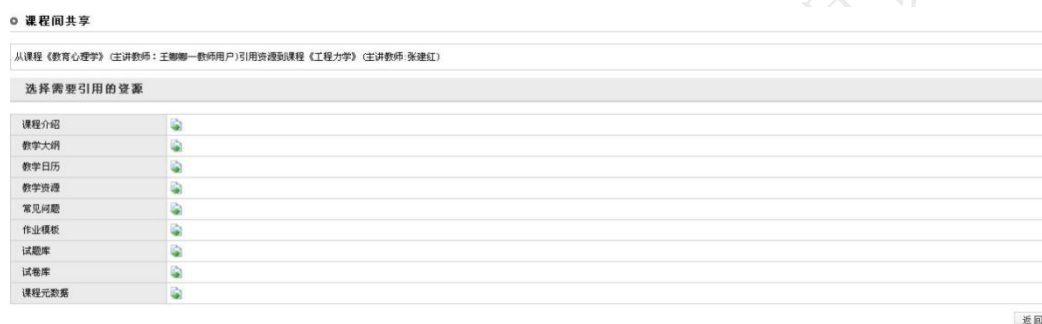 课程间共享
从课程《教育心理学》(主讲教师：王娜娜—教师用户)引用资源到课程《工程力学》(主讲教师:张建红)
选择需要引用的资源
课程介绍
教学大纲
教学日历
教学资源
常见问题
作业模板
试题库
试卷库
课程元数据
返回